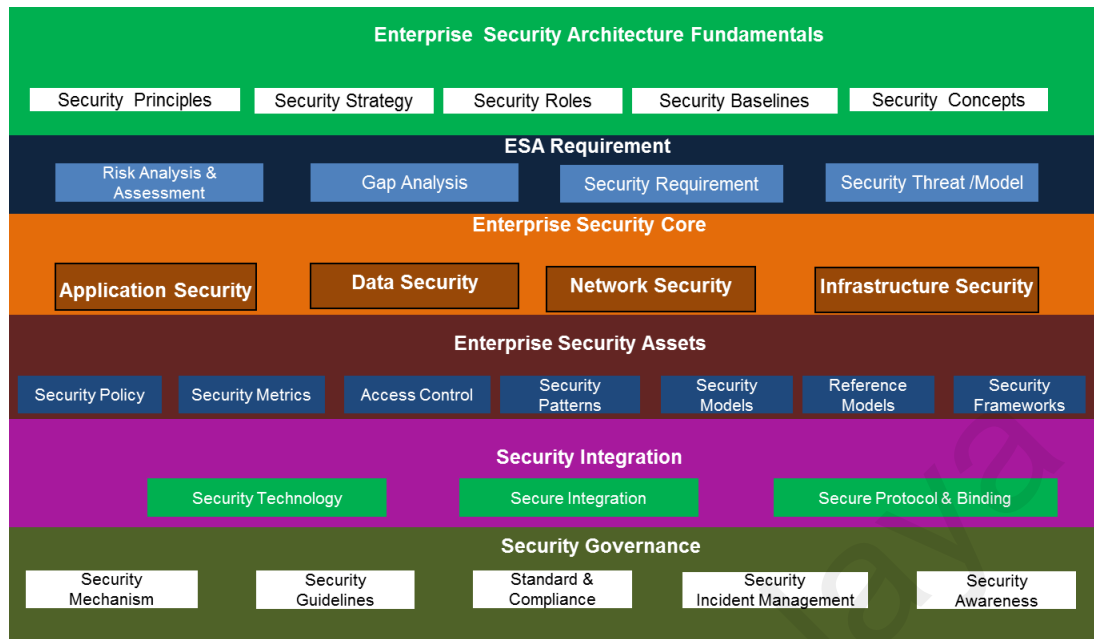 Enterprise Security Architecture Fundamentals
Security Principles
Security Strategy
Security Roles
Security Baselines
Security Concepts
ESA Requirement
Risk Analysis &
Assessment
Gap Analysis
Security Requirement
Security Threat /Model
Enterprise Security Core
Application Security
Data Security
Network Security
Infrastructure Security
Enterprise Security Assets
Security Policy
Security Metrics
Access Control
Security
Patterns
Security
Models
Reference
Models
Security
Frameworks
Security Integration
Security Technology
Secure Integration
Secure Protocol & Binding
Security Governance
Security
Mechanism
Security
Guidelines
Standard &
Compliance
Security
Incident Management
Security
Awareness